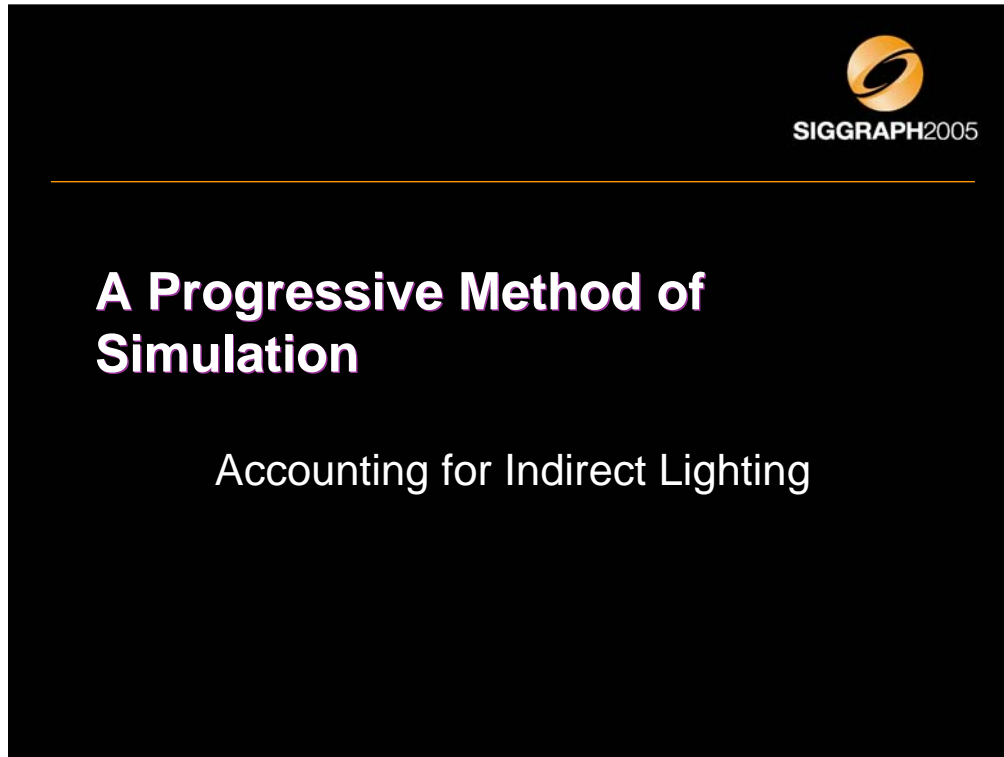 SIGGRAPH2005
A Progressive Method of
Simulation
Accounting for Indirect Lighting